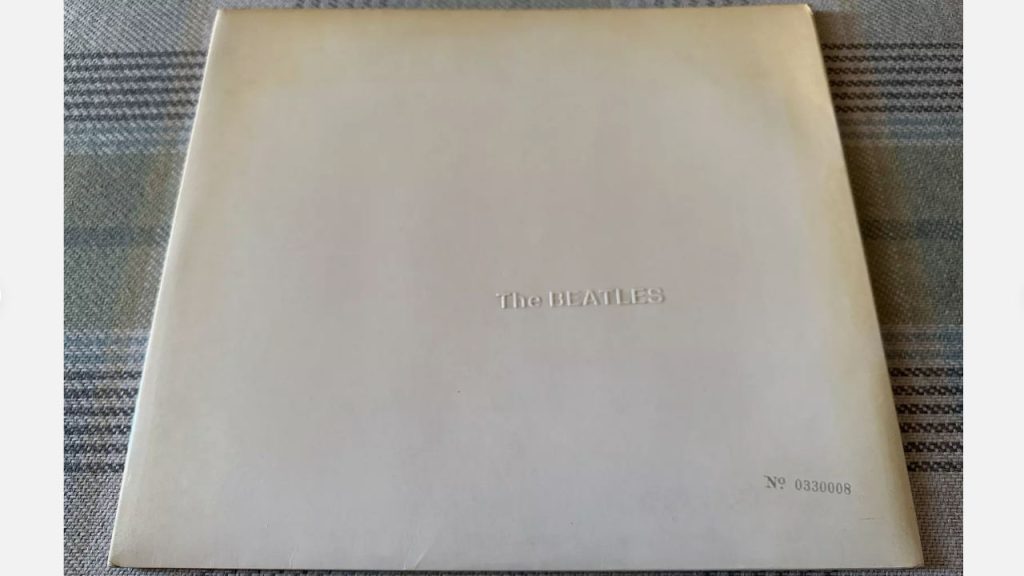 The BEATLES
Nº 0330008